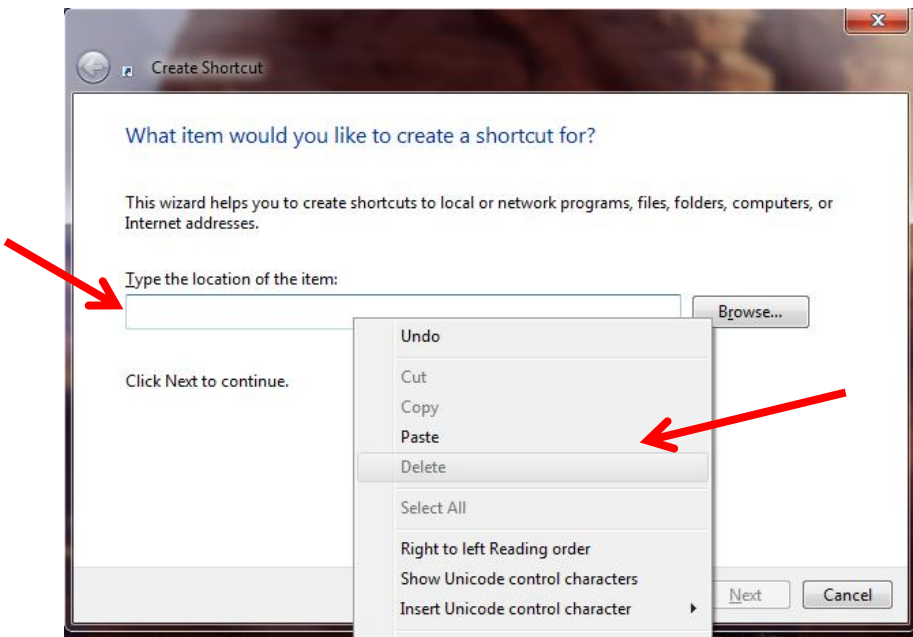 x
Create Shortcut
What item would you like to create a shortcut for?
This wizard helps you to create shortcuts to local or network programs, files, folders, computers, or
Internet addresses.
Type the location of the item:
Browse...
Undo
Click Next to continue.
Cut
Copy
Paste
Delete
Select All
Right to left Reading order
Show Unicode control characters
Insert Unicode control character
Next
Cancel